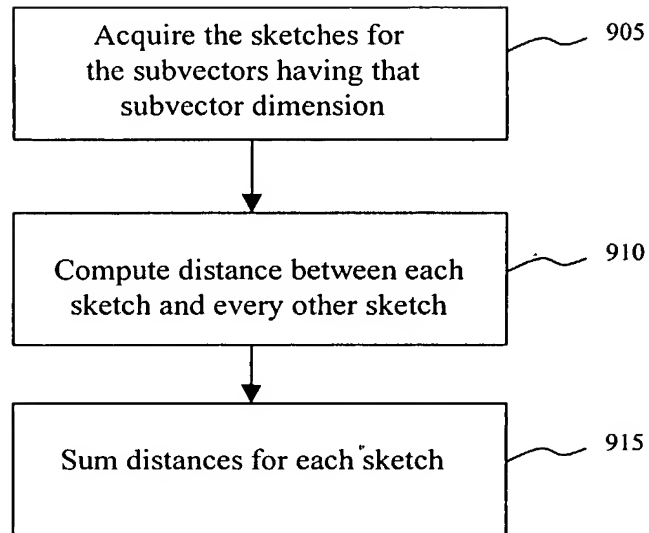 Acquire the sketches for
the subvectors having that
subvector dimension
905
Compute distance between each
sketch and every other sketch
910
Sum distances for each sketch
915